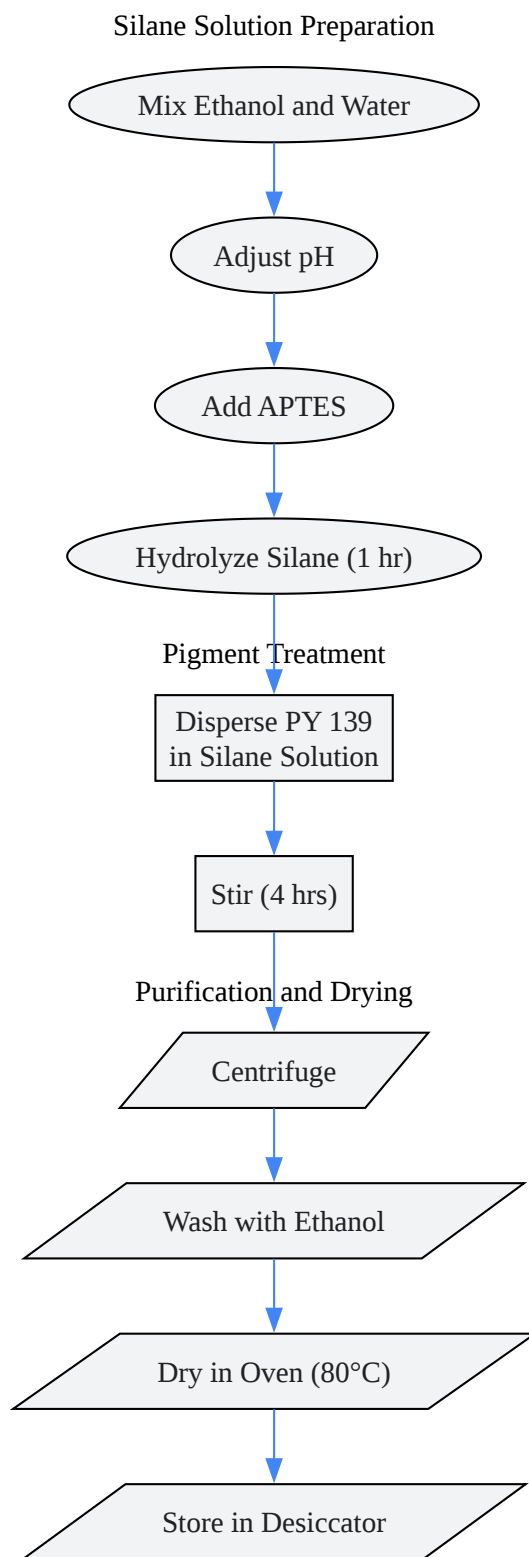 Silane Solution Preparation
Mix Ethanol and Water
Adjust pH
Add APTES
Hydrolyze Silane (1 hr)
Pigment Treatment
Disperse PY 139
in Silane Solution
Stir (4 hrs)
Purification and Drying
Centrifuge
Wash with Ethanol
Dry in Oven (80°C)
Store in Desiccator